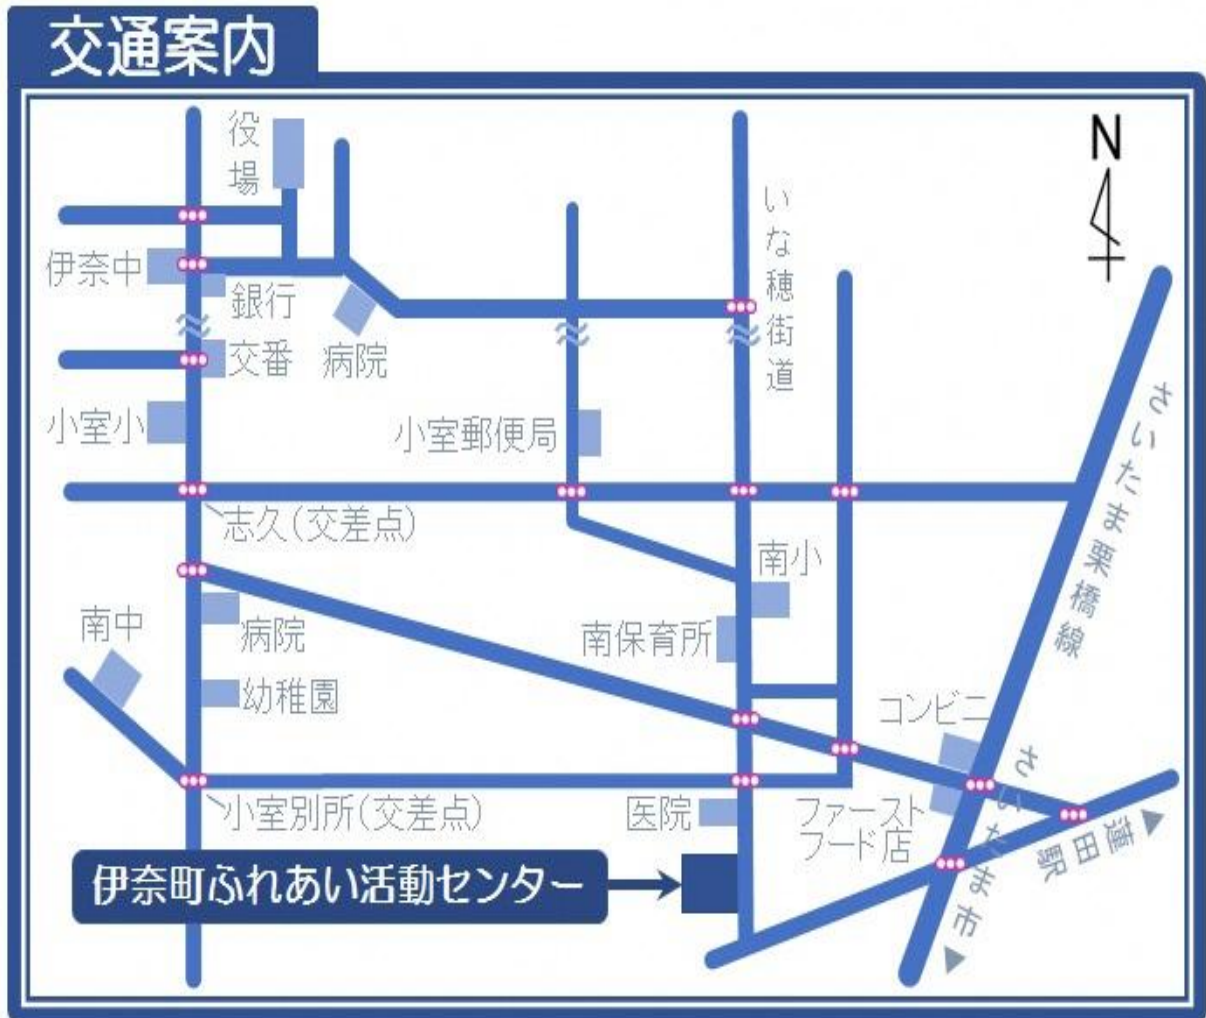 交通案内
役場
N
いな穂街道
伊奈中
銀行
交番
病院
小室小
小室郵便局
さいたま栗橋線
志久(交差点)
南小
南中
病院
南保育所
幼稚園
コンビニ
小室別所(交差点)
医院
ファースト
フード店
さいたま市
蓮田駅
伊奈町ふれあい活動センター